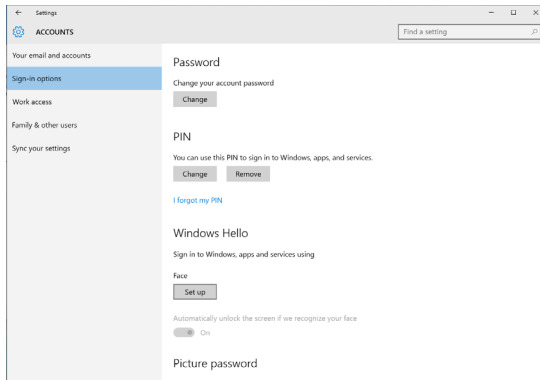 Settings
ACCOUNTS
Find a setting
Your email and accounts
Sign-in options
Work access
Family & other users
Sync your settings
Password
Change your account password
Change
PIN
You can use this PIN to sign in to Windows, apps, and services.
Change Remove
I forgot my PIN
Windows Hello
Sign in to Windows, apps and services using
Face
Set up
Automatically unlock the screen if we recognize your face
On
Picture password